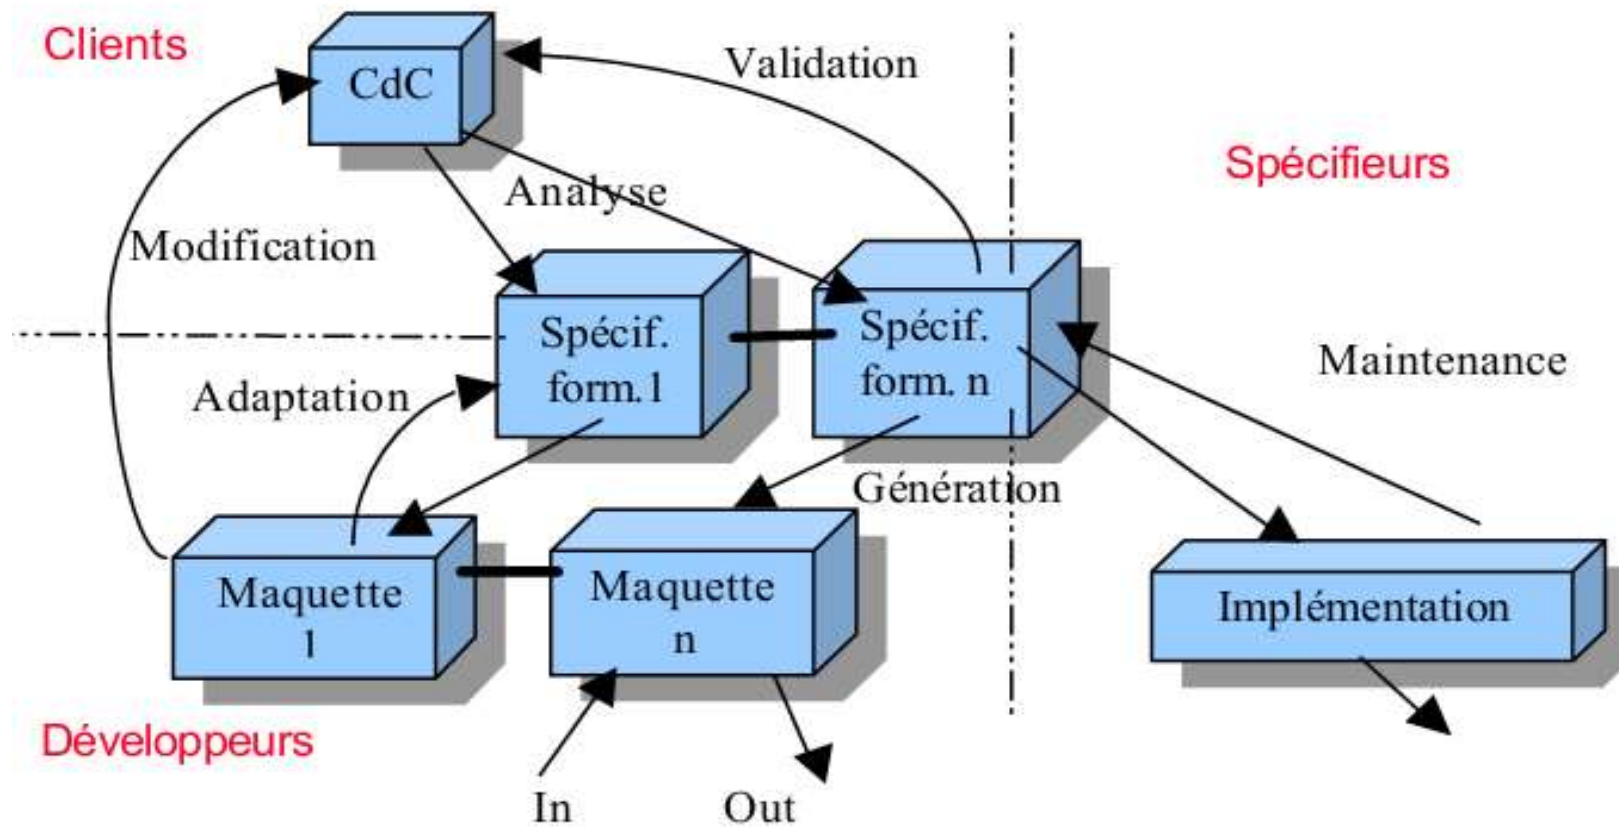 Clients
CdC
Validation
Spécifieurs
Analyse
Modification
Spécif.
form. 1
Spécif.
form. n
Maintenance
Adaptation
Génération
Maquette
1
Maquette
n
Implémentation
Développeurs
In
Out